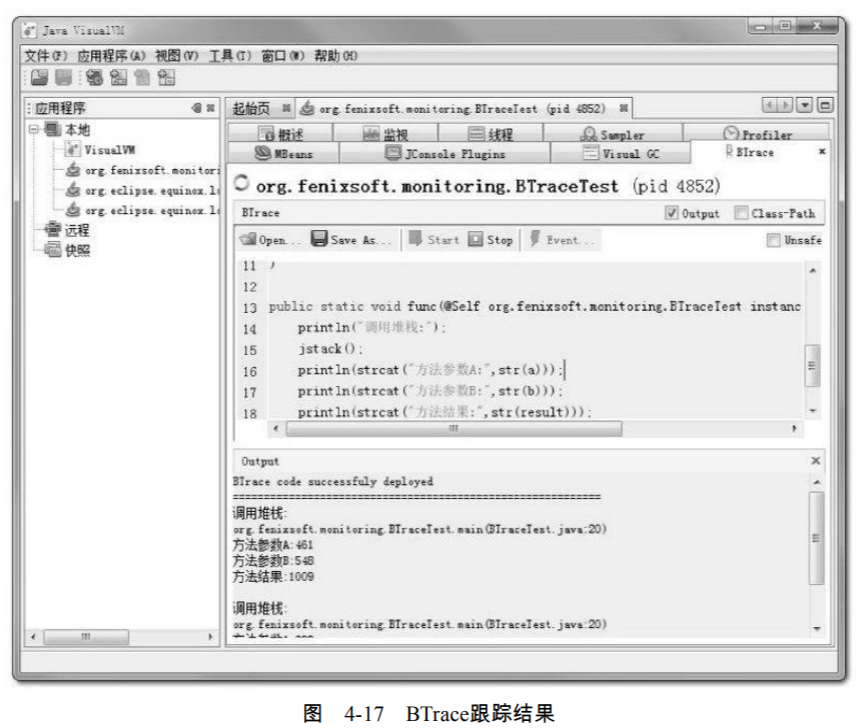 Java VisualVM
文件(F) 应用程序(A) 视图(V) 工具(T) 窗口(W) 帮助(H)
应用程序
本地
VisualVM
org.fenixsoft.monitori
org.eclipse.equinox.l
org.eclipse.equinox.l
远程
快照
起始页 org.fenixsoft.monitoring.BTraceTest (pid 4852)
概述 监视 线程 Sampler Profiler
MBeans JConsole Plugins Visual GC BTrace
org.fenixsoft.monitoring.BTraceTest (pid 4852)
BTrace Output Class-Path
Open... Save As... Start Stop Event... Unsafe
11 }
12
13 public static void func(@Self org.fenixsoft.monitoring.BTraceTest instanc
14 println("调用堆栈:");
15 jstack();
16 println(strcat("方法参数A:",str(a)));
17 println(strcat("方法参数B:",str(b)));
18 println(strcat("方法结果:",str(result)));
Output
BTrace code successfuly deployed
===========================================================
调用堆栈:
org.fenixsoft.monitoring.BTraceTest.main(BTraceTest.java:20)
方法参数A:461
方法参数B:548
方法结果:1009
调用堆栈:
org.fenixsoft.monitoring.BTraceTest.main(BTraceTest.java:20)
图 4-17 BTrace跟踪结果